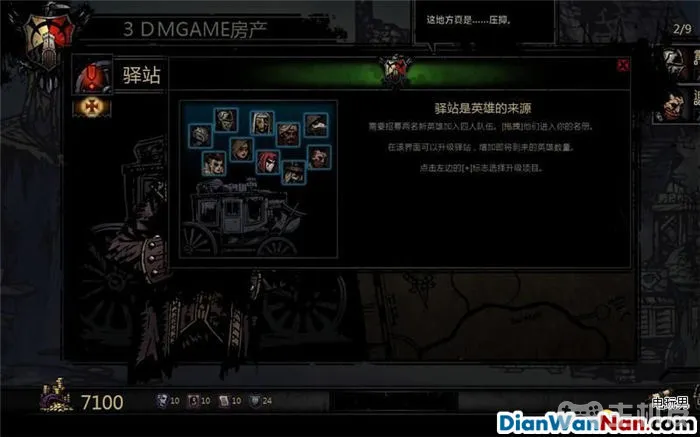 这地方真是......压抑。
3 DMGAME房产
2/9
驿站
驿站是英雄的来源
需要招募两名新英雄加入四人队伍。[拖拽]他们进入你的名册。
在该界面可以升级驿站，增加即将到来的英雄数量。
点击左边的[+]标志选择升级项目。
7100
10
10
10
24
电玩男
DianWanNan.com